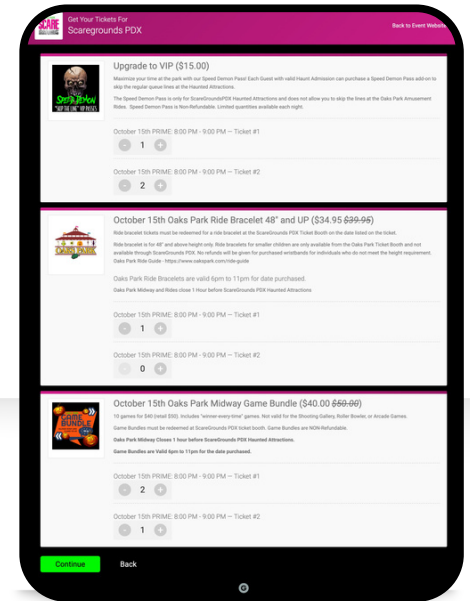 SCARE
Get Your Tickets For
Scaregrounds PDX
Back to Event Website
Upgrade to VIP ($15.00)
Maximize your time at the park with our Speed Demon Pass! Each Guest with valid Haunt Admission can purchase a Speed Demon Pass add-on to
skip the regular queue lines at the Haunted Attractions.
The Speed Demon Pass is only for ScareGroundsPDX Haunted Attractions and does not allow you to skip the lines at the Oaks Park Amusement
Rides. Speed Demon Pass is Non-Refundable. Limited quantities available each night.
SPEED DEMON
"SKIP THE LINE" VIP PASSES
October 15th PRIME: 8:00 PM - 9:00 PM — Ticket #1
- 1 +
October 15th PRIME: 8:00 PM - 9:00 PM — Ticket #2
- 2 +
October 15th Oaks Park Ride Bracelet 48" and UP ($34.95 $39.95)
Ride bracelet tickets must be redeemed for a ride bracelet at the ScareGrounds PDX Ticket Booth on the date listed on the ticket.
Ride bracelet is for 48" and above height only. Ride bracelets for smaller children are only available from the Oaks Park Ticket Booth and not
available through ScareGrounds PDX. No refunds will be given for purchased wristbands for individuals who do not meet the height requirement.
Oaks Park Ride Guide - https://www.oakspark.com/ride-guide
OAKS PARK
Oaks Park Ride Bracelets are valid 6pm to 11pm for date purchased.
Oaks Park Midway and Rides close 1 Hour before ScareGrounds PDX Haunted Attractions
October 15th PRIME: 8:00 PM - 9:00 PM — Ticket #1
- 1 +
October 15th PRIME: 8:00 PM - 9:00 PM — Ticket #2
- 0 +
October 15th Oaks Park Midway Game Bundle ($40.00 $50.00)
10 games for $40 (retail $50). Includes "winner-every-time" games. Not valid for the Shooting Gallery, Roller Bowler, or Arcade Games.
Game Bundles must be redeemed at ScareGrounds PDX ticket booth. Game Bundles are NON-Refundable.
Oaks Park Midway Closes 1 hour before ScareGrounds PDX Haunted Attractions.
Game Bundles are Valid 6pm to 11pm for the date purchased.
GAME
BUNDLE
October 15th PRIME: 8:00 PM - 9:00 PM — Ticket #1
- 2 +
October 15th PRIME: 8:00 PM - 9:00 PM — Ticket #2
- 1 +
Continue
Back